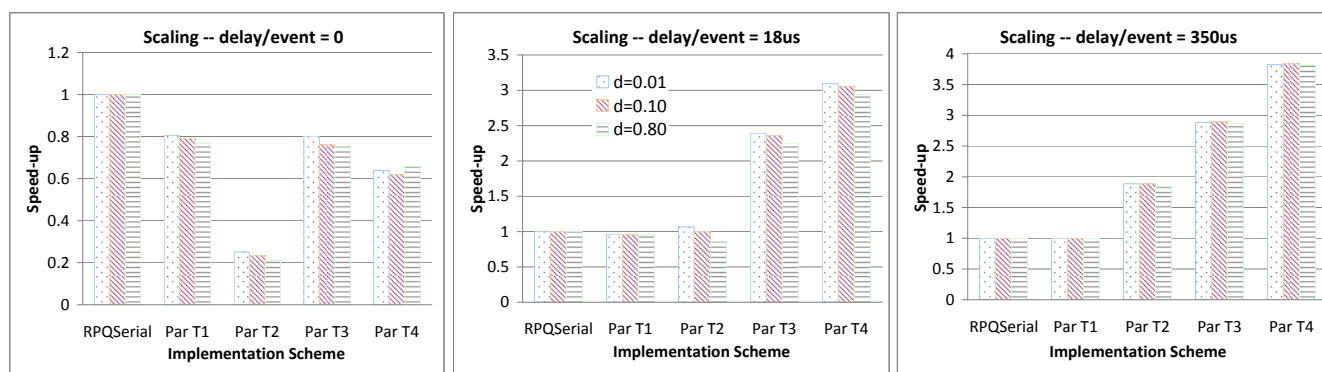 Scaling -- delay/event = 0
Speed-up
1.2
1
0.8
0.6
0.4
0.2
0
RPQSerial Par T1 Par T2 Par T3 Par T4
Implementation Scheme
Scaling -- delay/event = 18us
d=0.01
d=0.10
d=0.80
Speed-up
3.5
3
2.5
2
1.5
1
0.5
0
RPQSerial Par T1 Par T2 Par T3 Par T4
Implementation Scheme
Scaling -- delay/event = 350us
Speed-up
4
3.5
3
2.5
2
1.5
1
0.5
0
RPQSerial Par T1 Par T2 Par T3 Par T4
Implementation Scheme